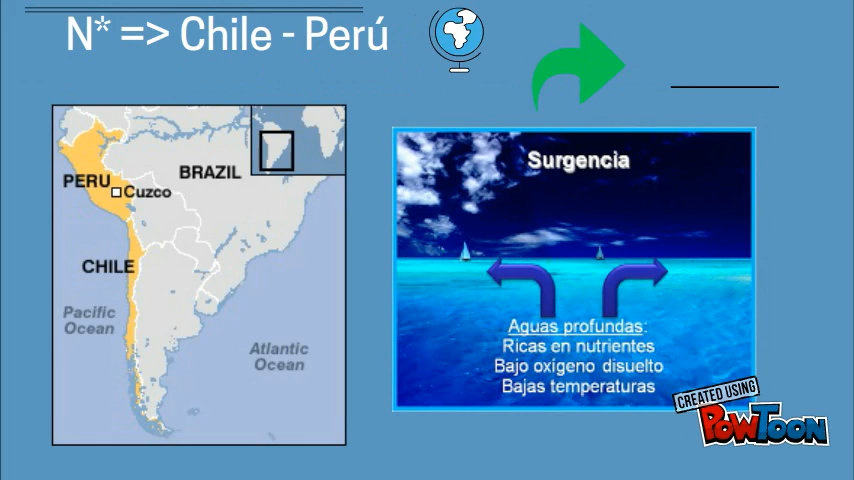 N* => Chile - Perú
PERU
Cuzco
BRAZIL
CHILE
Pacific
Ocean
Atlantic
Ocean
Surgencia
Aguas profundas:
Ricas en nutrientes
Bajo oxígeno disuelto
Bajas temperaturas
CREATED USING
POWTOON